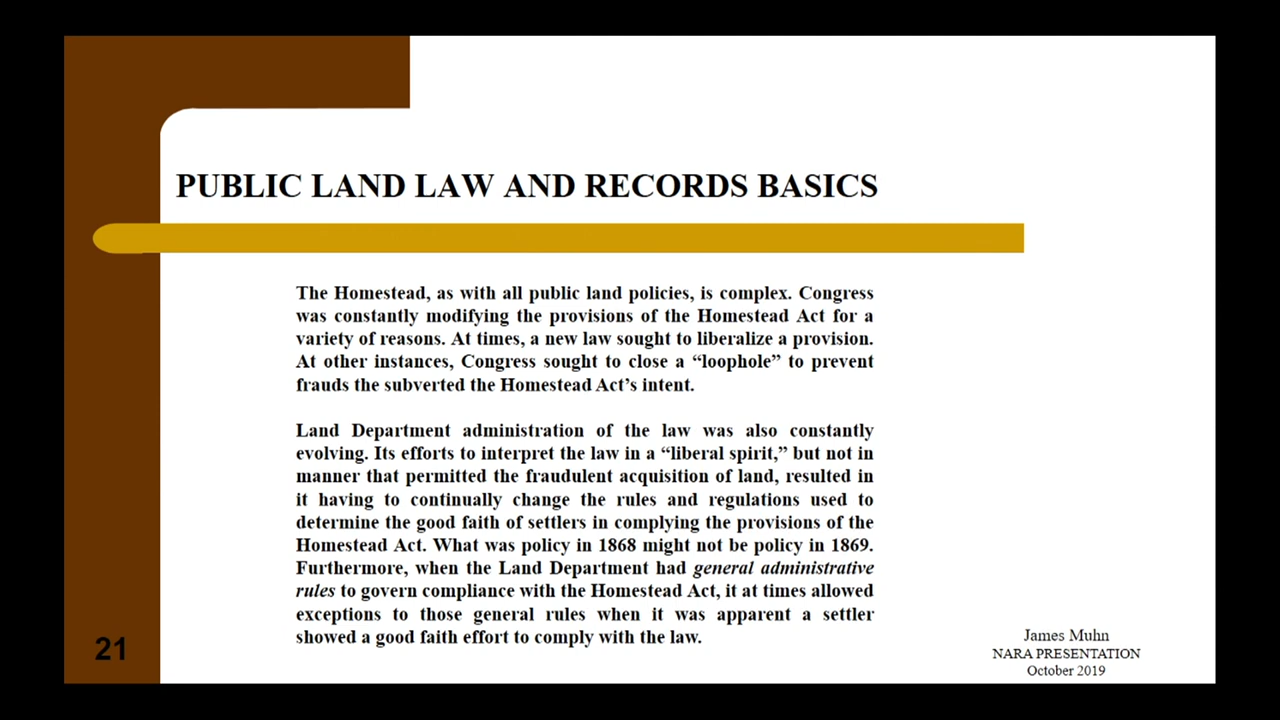 PUBLIC LAND LAW AND RECORDS BASICS
The Homestead, as with all public land policies, is complex. Congress
was constantly modifying the provisions of the Homestead Act for a
variety of reasons. At times, a new law sought to liberalize a provision.
At other instances, Congress sought to close a “loophole” to prevent
frauds the subverted the Homestead Act’s intent.
Land Department administration of the law was also constantly
evolving. Its efforts to interpret the law in a “liberal spirit,” but not in
manner that permitted the fraudulent acquisition of land, resulted in
it having to continually change the rules and regulations used to
determine the good faith of settlers in complying the provisions of the
Homestead Act. What was policy in 1868 might not be policy in 1869.
Furthermore, when the Land Department had general administrative
rules to govern compliance with the Homestead Act, it at times allowed
exceptions to those general rules when it was apparent a settler
showed a good faith effort to comply with the law.
21
James Muhn
NARA PRESENTATION
October 2019